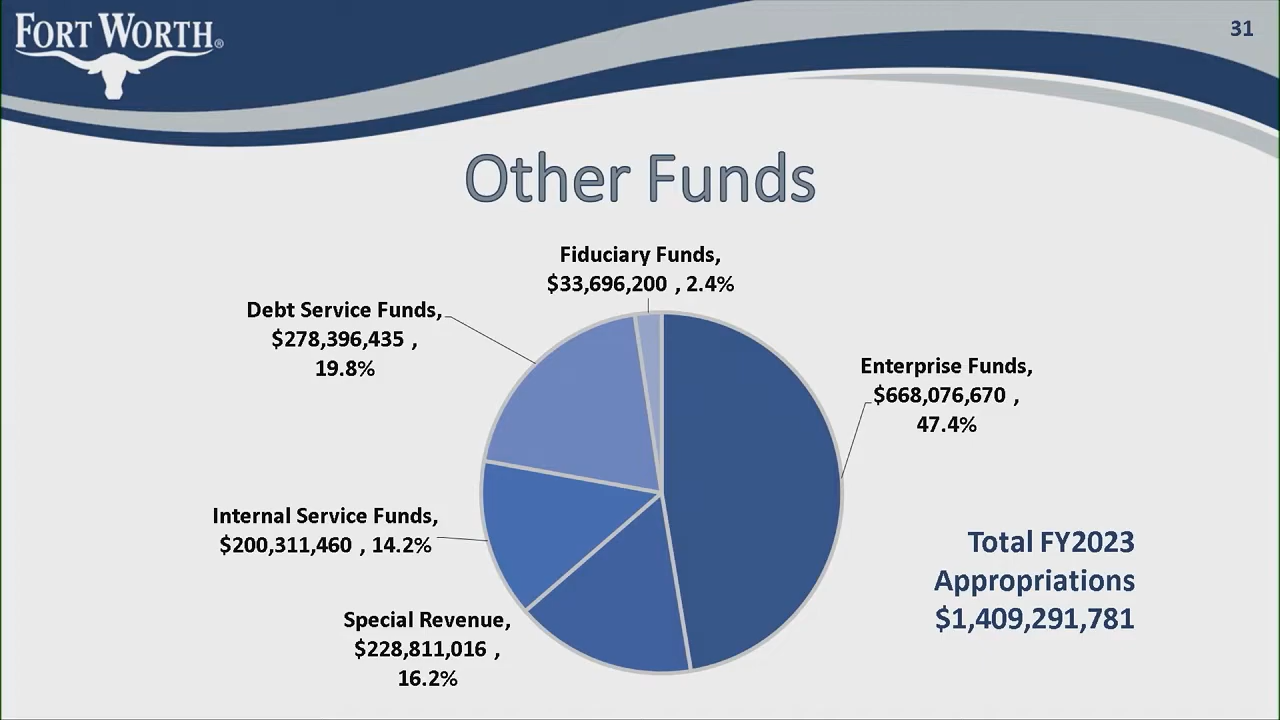 FORT WORTH®
31
Other Funds
Fiduciary Funds,
$33,696,200 , 2.4%
Debt Service Funds,
$278,396,435 ,
19.8%
Enterprise Funds,
$668,076,670 ,
47.4%
Internal Service Funds,
$200,311,460 , 14.2%
Special Revenue,
$228,811,016 ,
16.2%
Total FY2023
Appropriations
$1,409,291,781